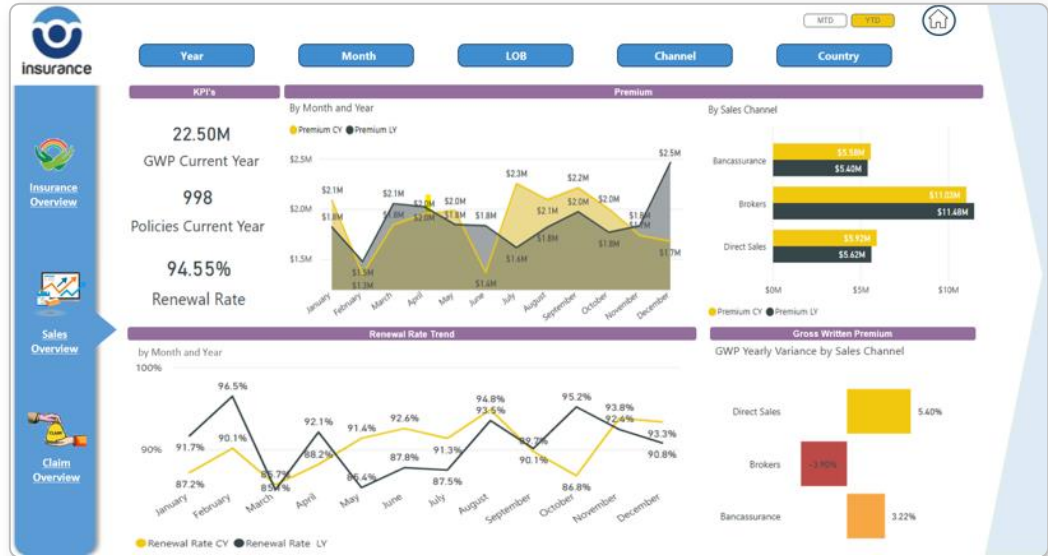 MTD
YTD
insurance
Year
Month
LOB
Channel
Country
Insurance
Overview
Sales
Overview
CLAIM
Claim
Overview
KPI's
22.50M
GWP Current Year
998
Policies Current Year
94.55%
Renewal Rate
Premium
By Month and Year
Premium CY Premium LY
$2.5M
$2.0M
$1.5M
$2.1M
$1.8M
$1.5M
$1.3M
$2.1M
$1.8M
$2.0M
$2.0M
$2.0M
$1.8M
$1.8M
$1.4M
$2.3M
$1.6M
$2.1M
$1.8M
$2.2M
$2.0M
$2.0M
$1.8M
$1.8M
$2.5M
$1.7M
January
February
March
April
May
June
July
August
September
October
November
December
By Sales Channel
Bancassurance
$5.58M
$5.40M
Brokers
$11.03M
$11.48M
Direct Sales
$5.92M
$5.62M
$0M
$5M
$10M
Premium CY Premium LY
Renewal Rate Trend
by Month and Year
100%
90%
91.7%
87.2%
96.5%
90.1%
85.7%
92.1%
88.2%
91.4%
85.4%
92.6%
87.8%
91.3%
87.5%
94.8%
93.5%
90.1%
95.2%
86.8%
93.8%
92.4%
93.3%
90.8%
January
February
March
April
May
June
July
August
September
October
November
December
Renewal Rate CY Renewal Rate LY
Gross Written Premium
GWP Yearly Variance by Sales Channel
Direct Sales
5.40%
Brokers
-3.90%
Bancassurance
3.22%